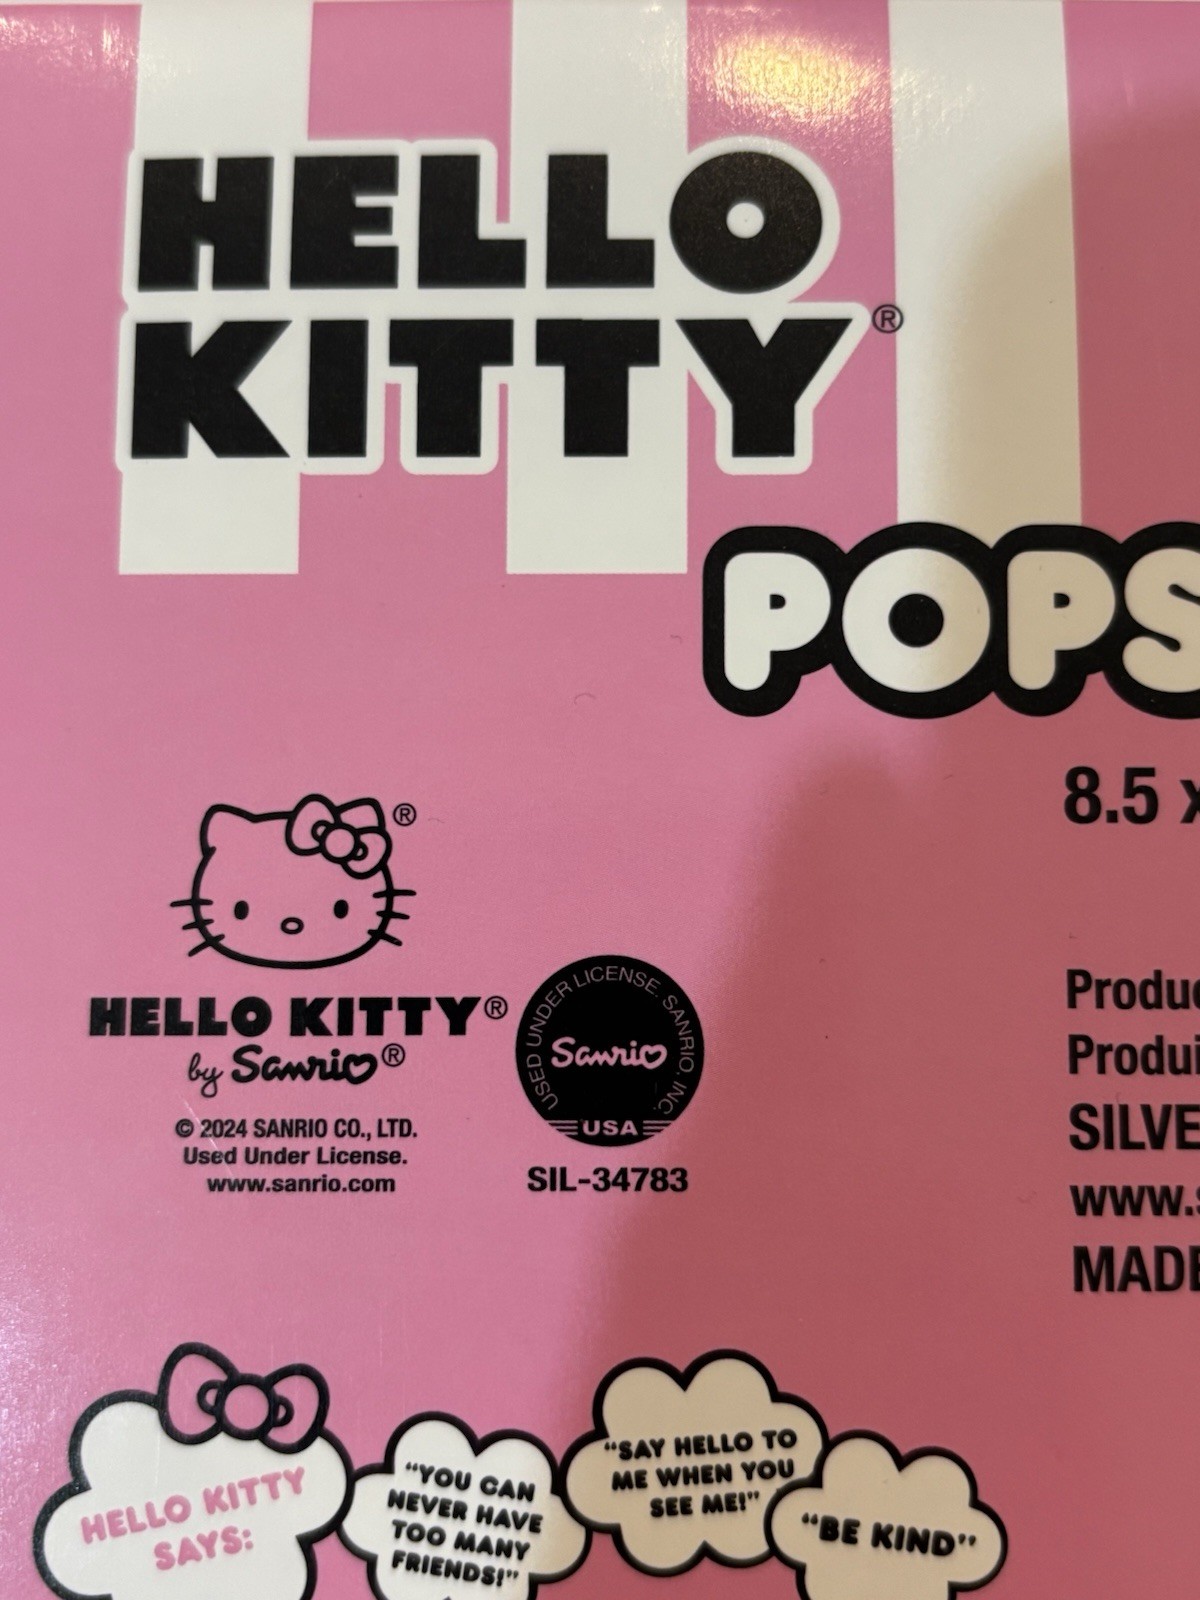 HELLO
KITTY®
POPS
8.5 x
®
HELLO KITTY®
by Sanrio®
© 2024 SANRIO CO., LTD.
Used Under License.
www.sanrio.com
USED UNDER LICENSE. SANRIO, INC.
Sanrio
USA
SIL-34783
Produc
Produi
SILVE
www.s
MADE
HELLO KITTY
SAYS:
“YOU CAN
NEVER HAVE
TOO MANY
FRIENDS!”
“SAY HELLO TO
ME WHEN YOU
SEE ME!”
“BE KIND”